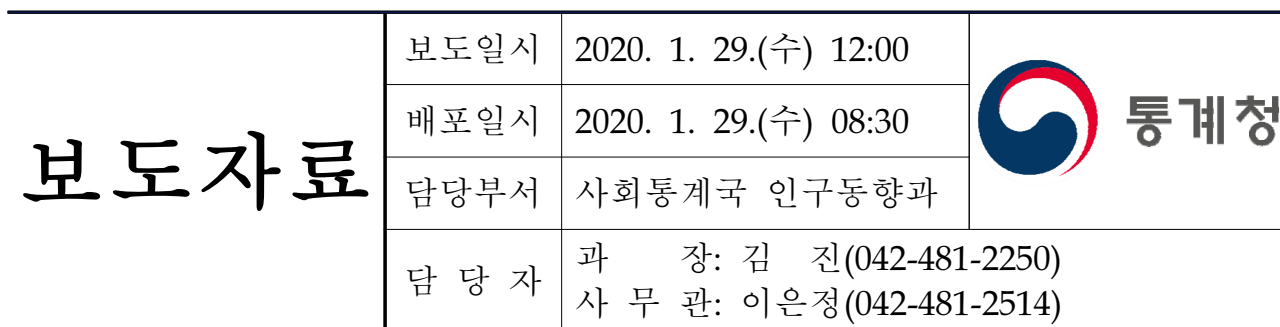 보도자료
보도일시 2020. 1. 29.(수) 12:00
배포일시 2020. 1. 29.(수) 08:30
담당부서 사회통계국 인구동향과
담 당 자 과 장: 김 진(042-481-2250)
사 무 관: 이은정(042-481-2514)
통계청